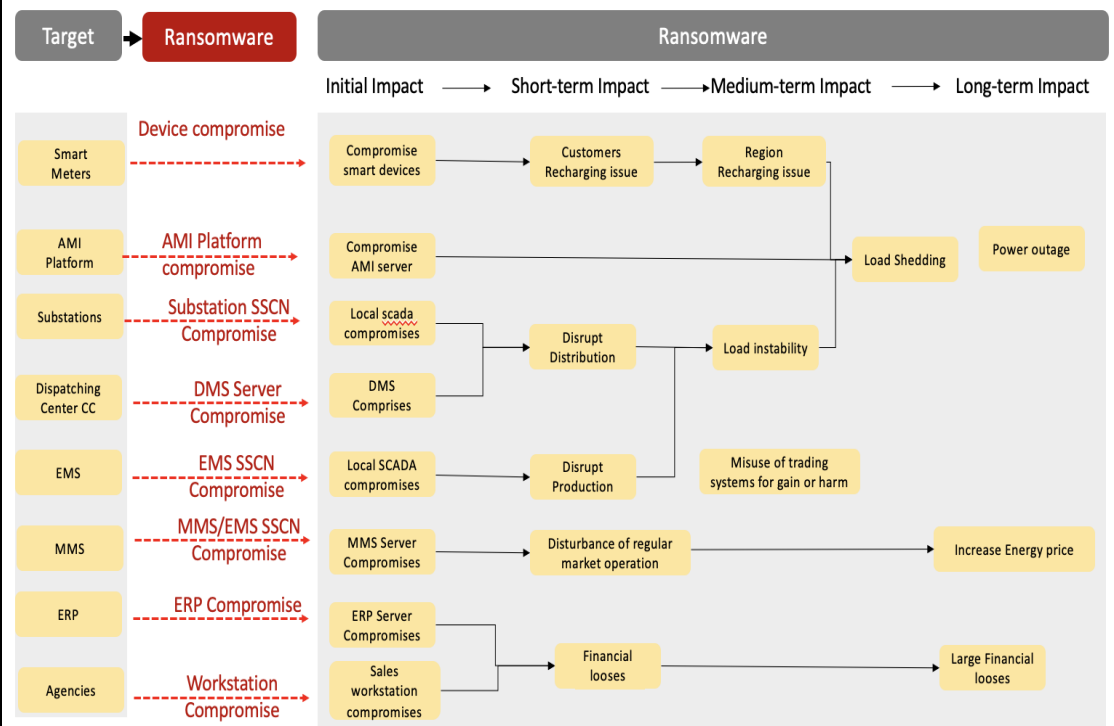 Target
Ransomware
Ransomware
Initial Impact
Short-term Impact
Medium-term Impact
Long-term Impact
Device compromise
Smart
Meters
Compromise
smart devices
Customers
Recharging issue
Region
Recharging issue
AMI
Platform
AMI Platform
compromise
Compromise
AMI server
Load Shedding
Power outage
Substations
Substation SSCN
Compromise
Local scada
compromises
Disrupt
Distribution
Load instability
Dispatching
Center CC
DMS Server
Compromise
DMS
Comprises
EMS
EMS SSCN
Compromise
Local SCADA
compromises
Disrupt
Production
Misuse of trading
systems for gain or harm
MMS
MMS/EMS SSCN
Compromise
MMS Server
Compromises
Disturbance of regular
market operation
Increase Energy price
ERP
ERP Compromise
ERP Server
Compromises
Financial
looses
Large Financial
looses
Agencies
Workstation
Compromise
Sales
workstation
compromises